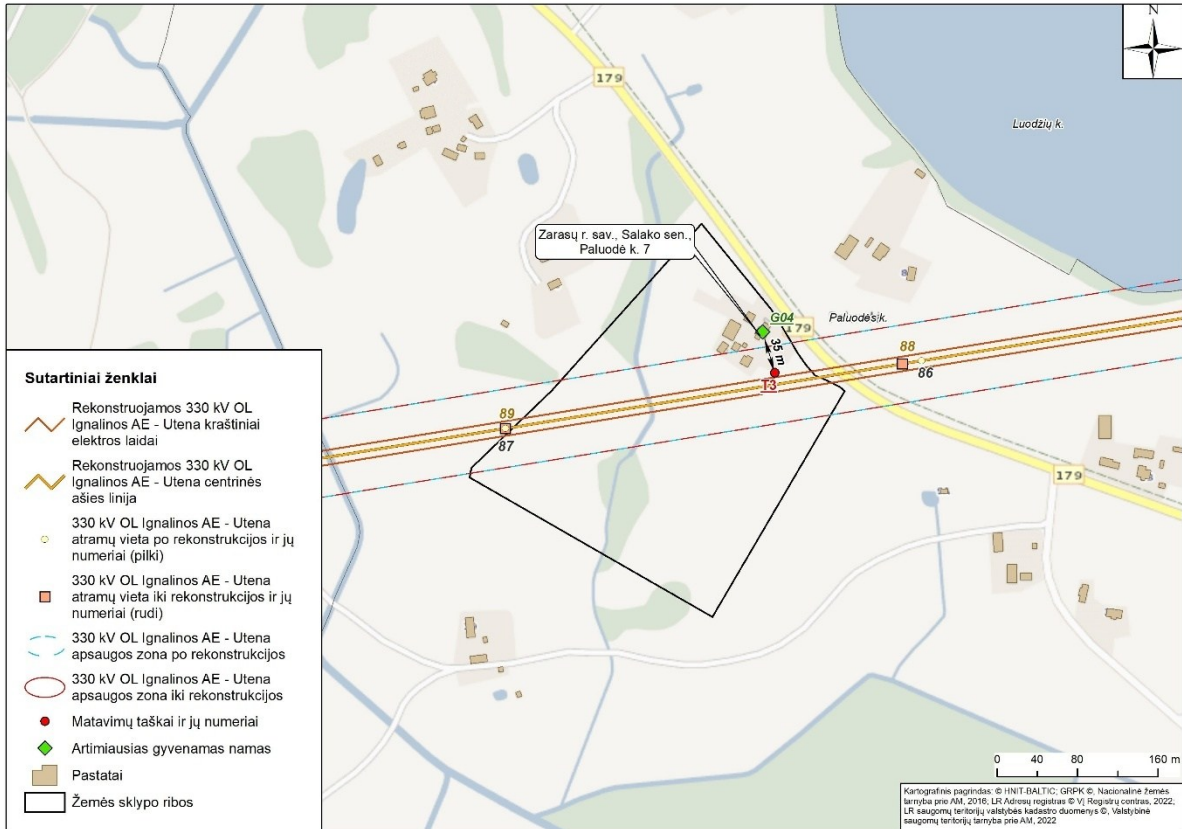 N
179
Luodžių k.
Zarasų r. sav., Salako sen.,
Paluodė k. 7
G04
179
Paluodės k.
35 m
88
86
T3
89
87
179
Sutartiniai ženklai
Rekonstruojamos 330 kV OL
Ignalinos AE - Utena kraštiniai
elektros laidai
Rekonstruojamos 330 kV OL
Ignalinos AE - Utena centrinės
ašies linija
330 kV OL Ignalinos AE - Utena
atramų vieta po rekonstrukcijos ir jų
numeriai (pilki)
330 kV OL Ignalinos AE - Utena
atramų vieta iki rekonstrukcijos ir jų
numeriai (rudi)
330 kV OL Ignalinos AE - Utena
apsaugos zona po rekonstrukcijos
330 kV OL Ignalinos AE - Utena
apsaugos zona iki rekonstrukcijos
Matavimų taškai ir jų numeriai
Artimiausias gyvenamas namas
Pastatai
Žemės sklypo ribos
0 40 80 160 m
Kartografinis pagrindas: © HNIT-BALTIC; GRPK ©, Nacionalinė žemės
tarnyba prie AM, 2016; LR Adresų registras © VĮ Registrų centras, 2022,
LR saugomų teritorijų valstybės kadastro duomenys ©, Valstybinė
saugomų teritorijų tarnyba prie AM, 2022